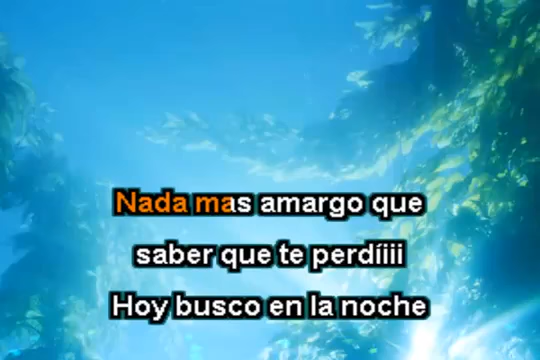 Nada mas amargo que
saber que te perdíiii
Hoy busco en la noche